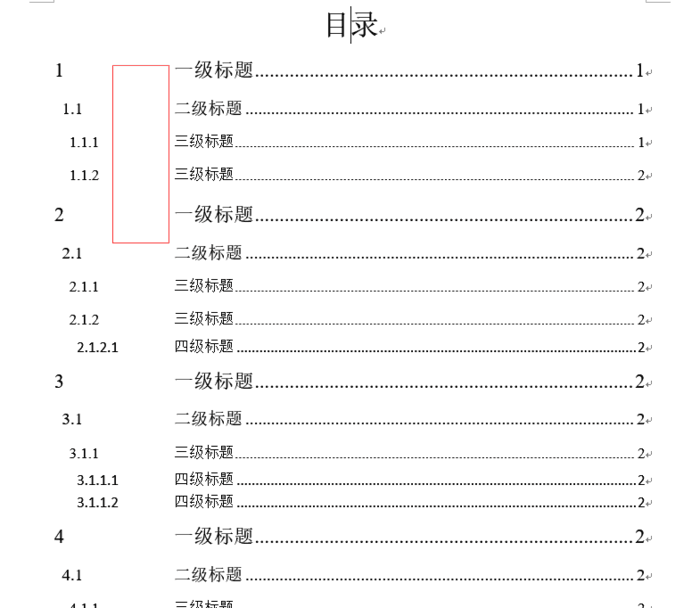 目录
1 一级标题 1
1.1 二级标题 1
1.1.1 三级标题 1
1.1.2 三级标题 2
2 一级标题 2
2.1 二级标题 2
2.1.1 三级标题 2
2.1.2 三级标题 2
2.1.2.1 四级标题 2
3 一级标题 2
3.1 二级标题 2
3.1.1 三级标题 2
3.1.1.1 四级标题 2
3.1.1.2 四级标题 2
4 一级标题 2
4.1 二级标题 2
4.1.1 三级标题 2